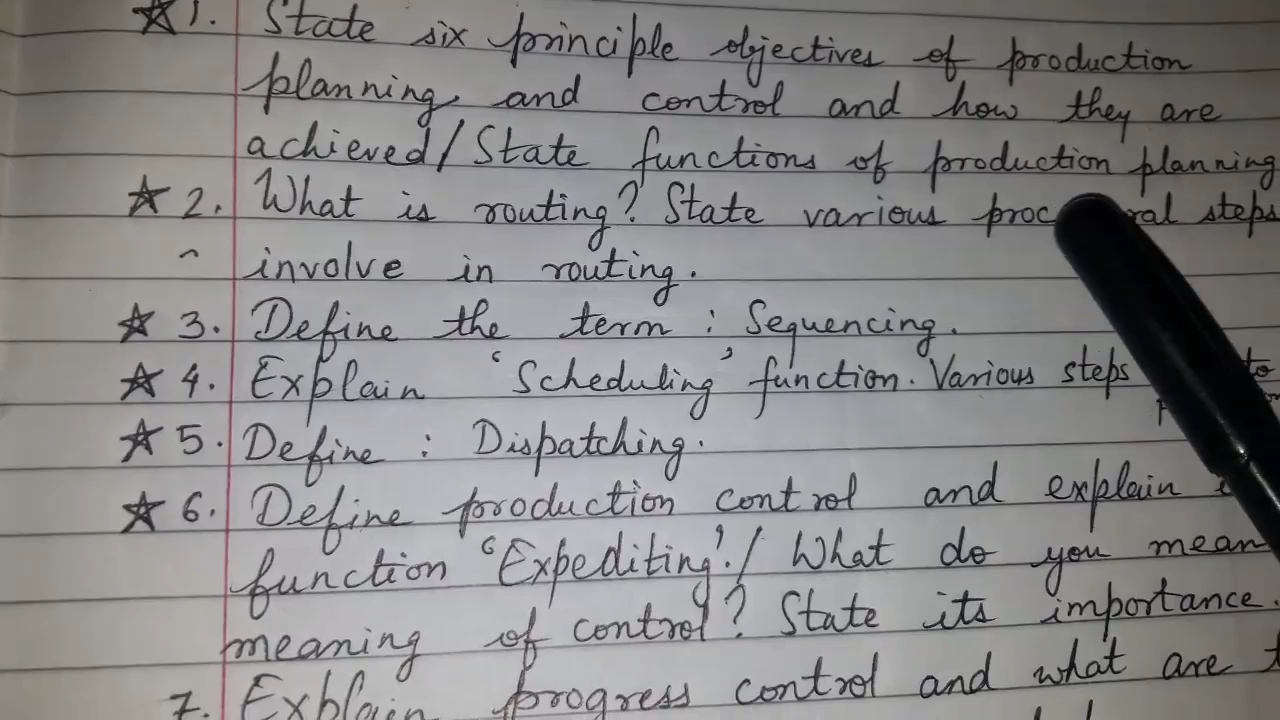 ☆1. State six principle objectives of production
planning and control and how they are
achieved/State functions of production planning
☆2. What is routing? State various steps
involve in routing.
☆3. Define the term : Sequencing.
☆4. Explain ‘Scheduling’ function. Various steps to
☆5. Define : Dispatching.
☆6. Define production control and explain
function ‘Expediting’./ What do you mean
meaning of control? State its importance.
7. Explain progress control and what are